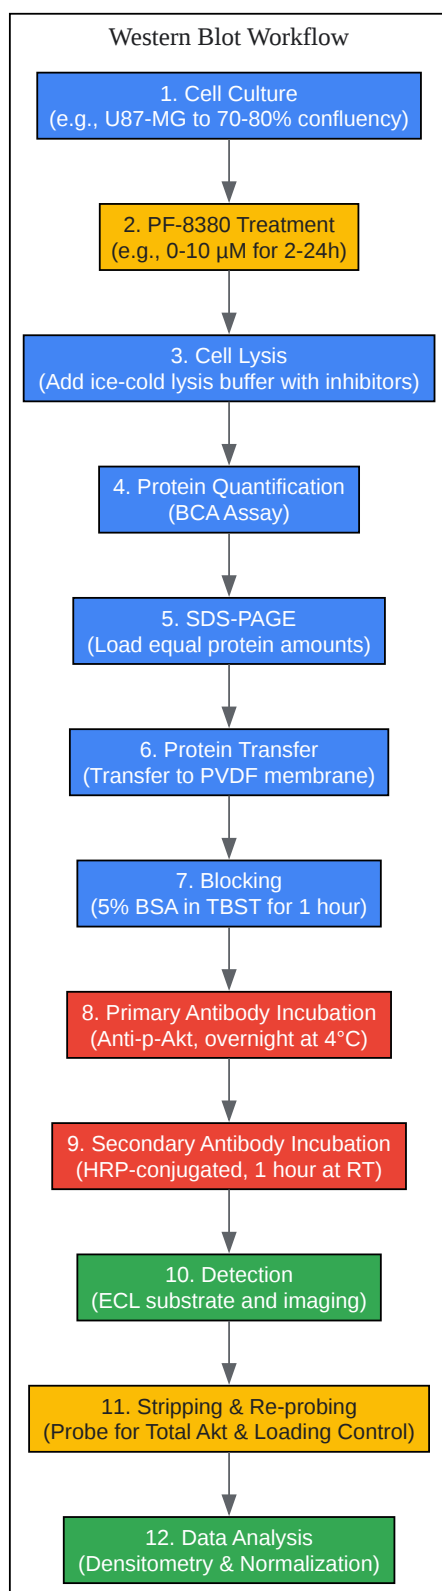 Western Blot Workflow
1. Cell Culture
(e.g., U87-MG to 70-80% confluency)
2. PF-8380 Treatment
(e.g., 0-10 µM for 2-24h)
3. Cell Lysis
(Add ice-cold lysis buffer with inhibitors)
4. Protein Quantification
(BCA Assay)
5. SDS-PAGE
(Load equal protein amounts)
6. Protein Transfer
(Transfer to PVDF membrane)
7. Blocking
(5% BSA in TBST for 1 hour)
8. Primary Antibody Incubation
(Anti-p-Akt, overnight at 4°C)
9. Secondary Antibody Incubation
(HRP-conjugated, 1 hour at RT)
10. Detection
(ECL substrate and imaging)
11. Stripping & Re-probing
(Probe for Total Akt & Loading Control)
12. Data Analysis
(Densitometry & Normalization)